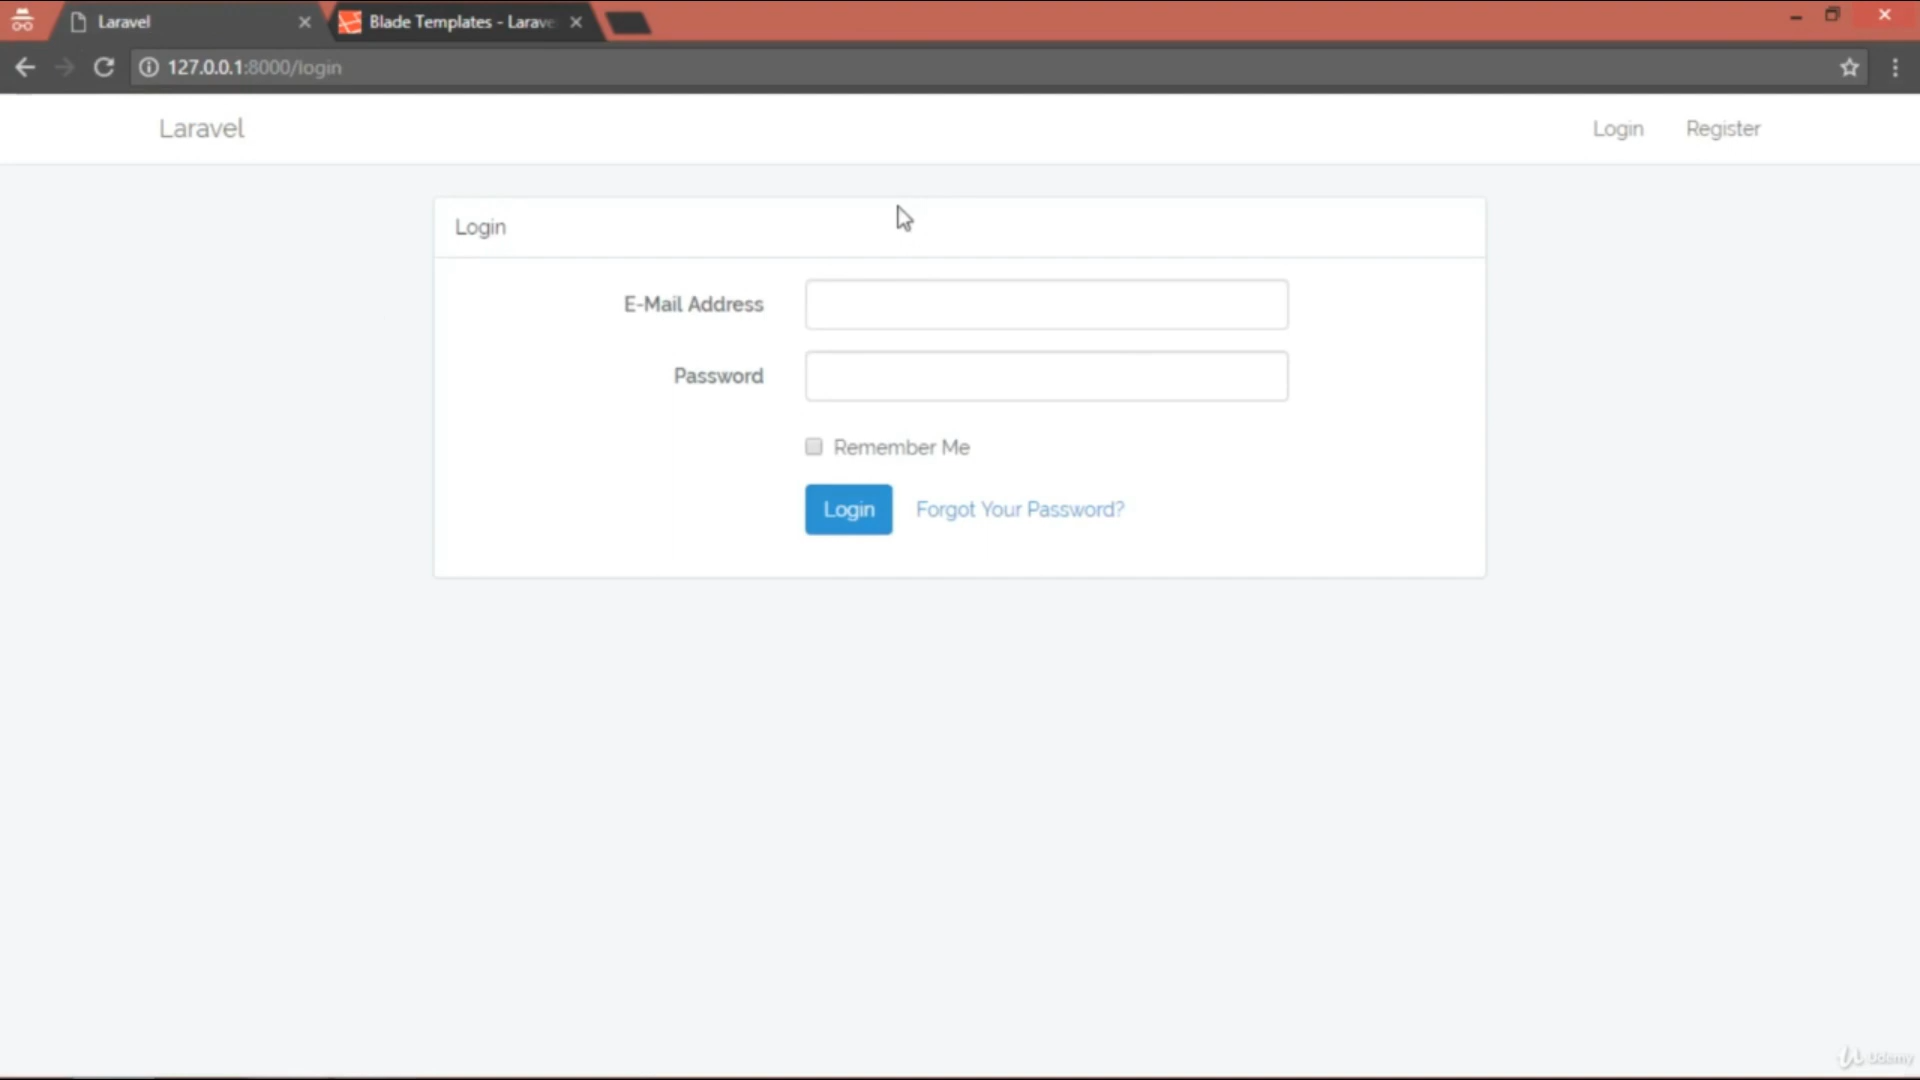 Laravel
Blade Templates - Larave
127.0.0.1:8000/login
Laravel
Login Register
Login
E-Mail Address
Password
Remember Me
Login Forgot Your Password?
Udemy